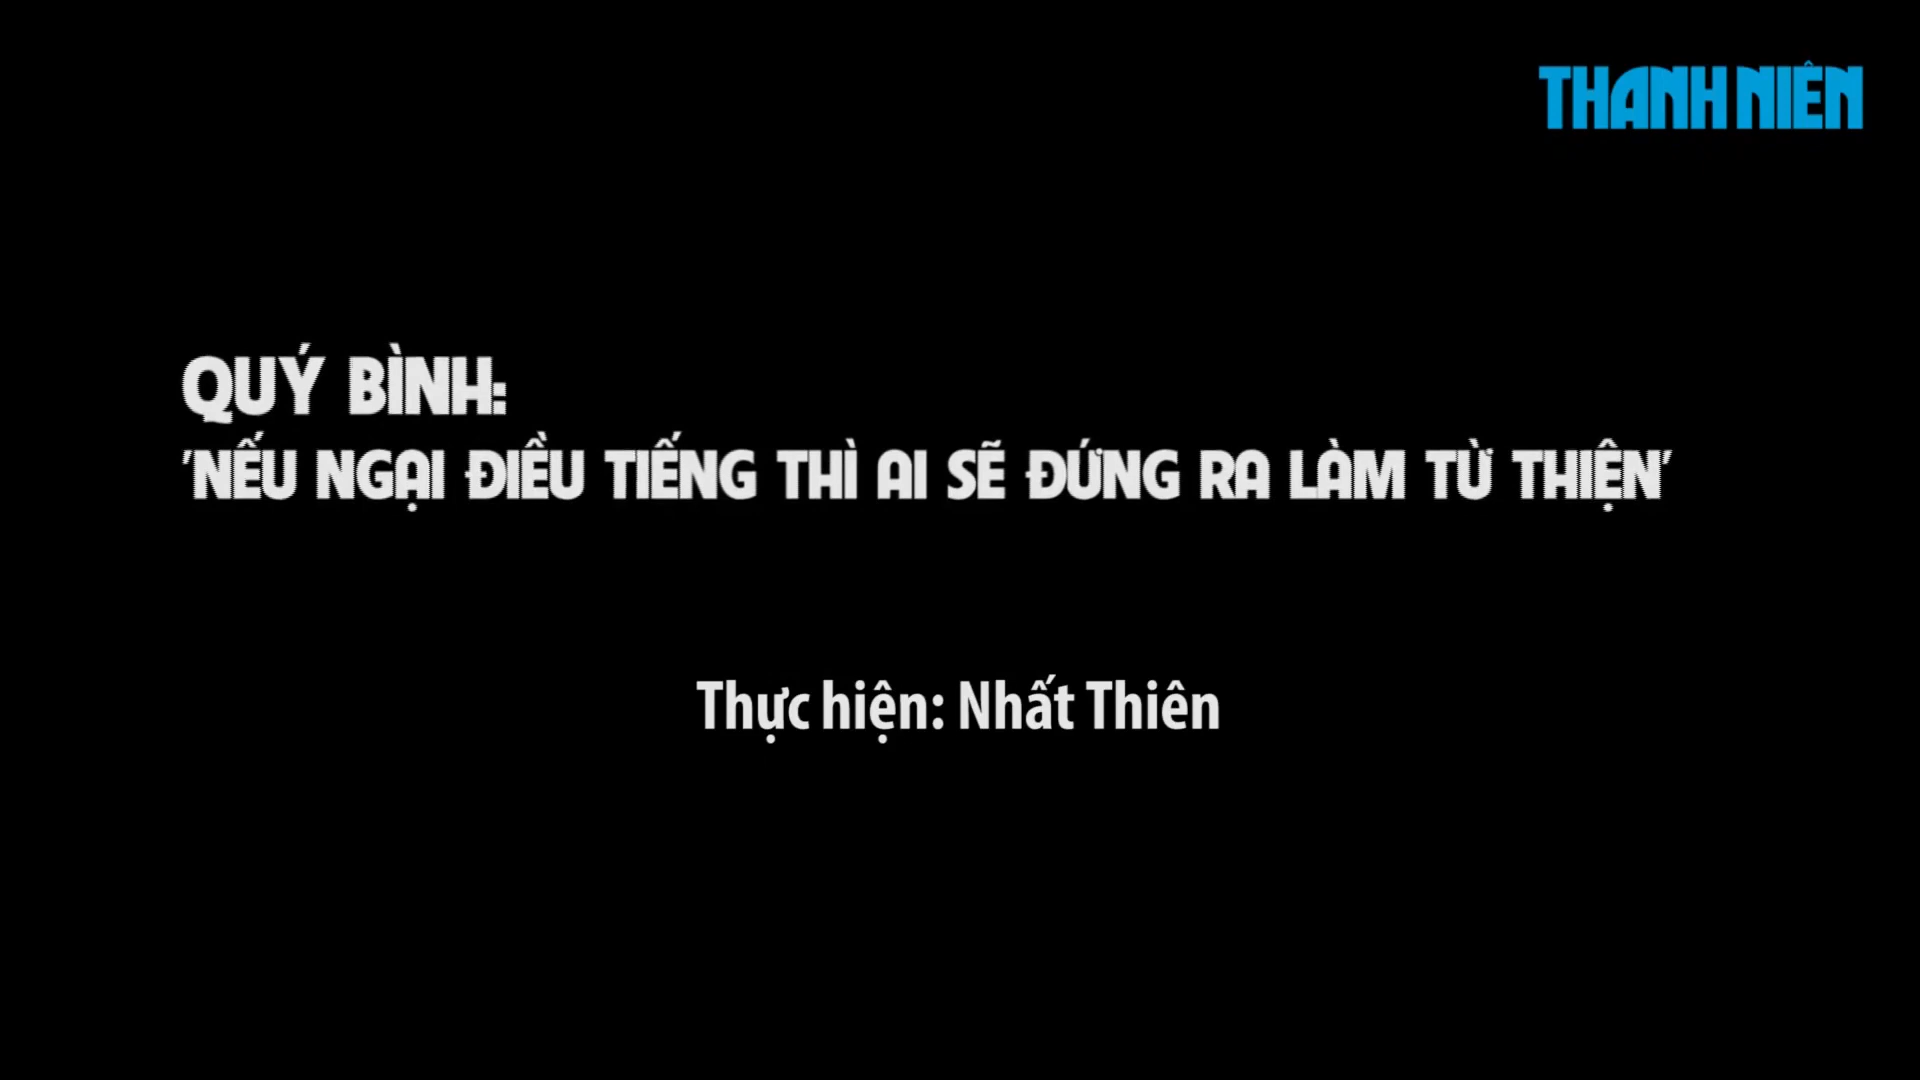 THANH NIÊN
QUÝ BÌNH:
'NẾU NGẠI ĐIỀU TIẾNG THÌ AI SẼ ĐỨNG RA LÀM TỪ THIỆN'
Thực hiện: Nhất Thiên